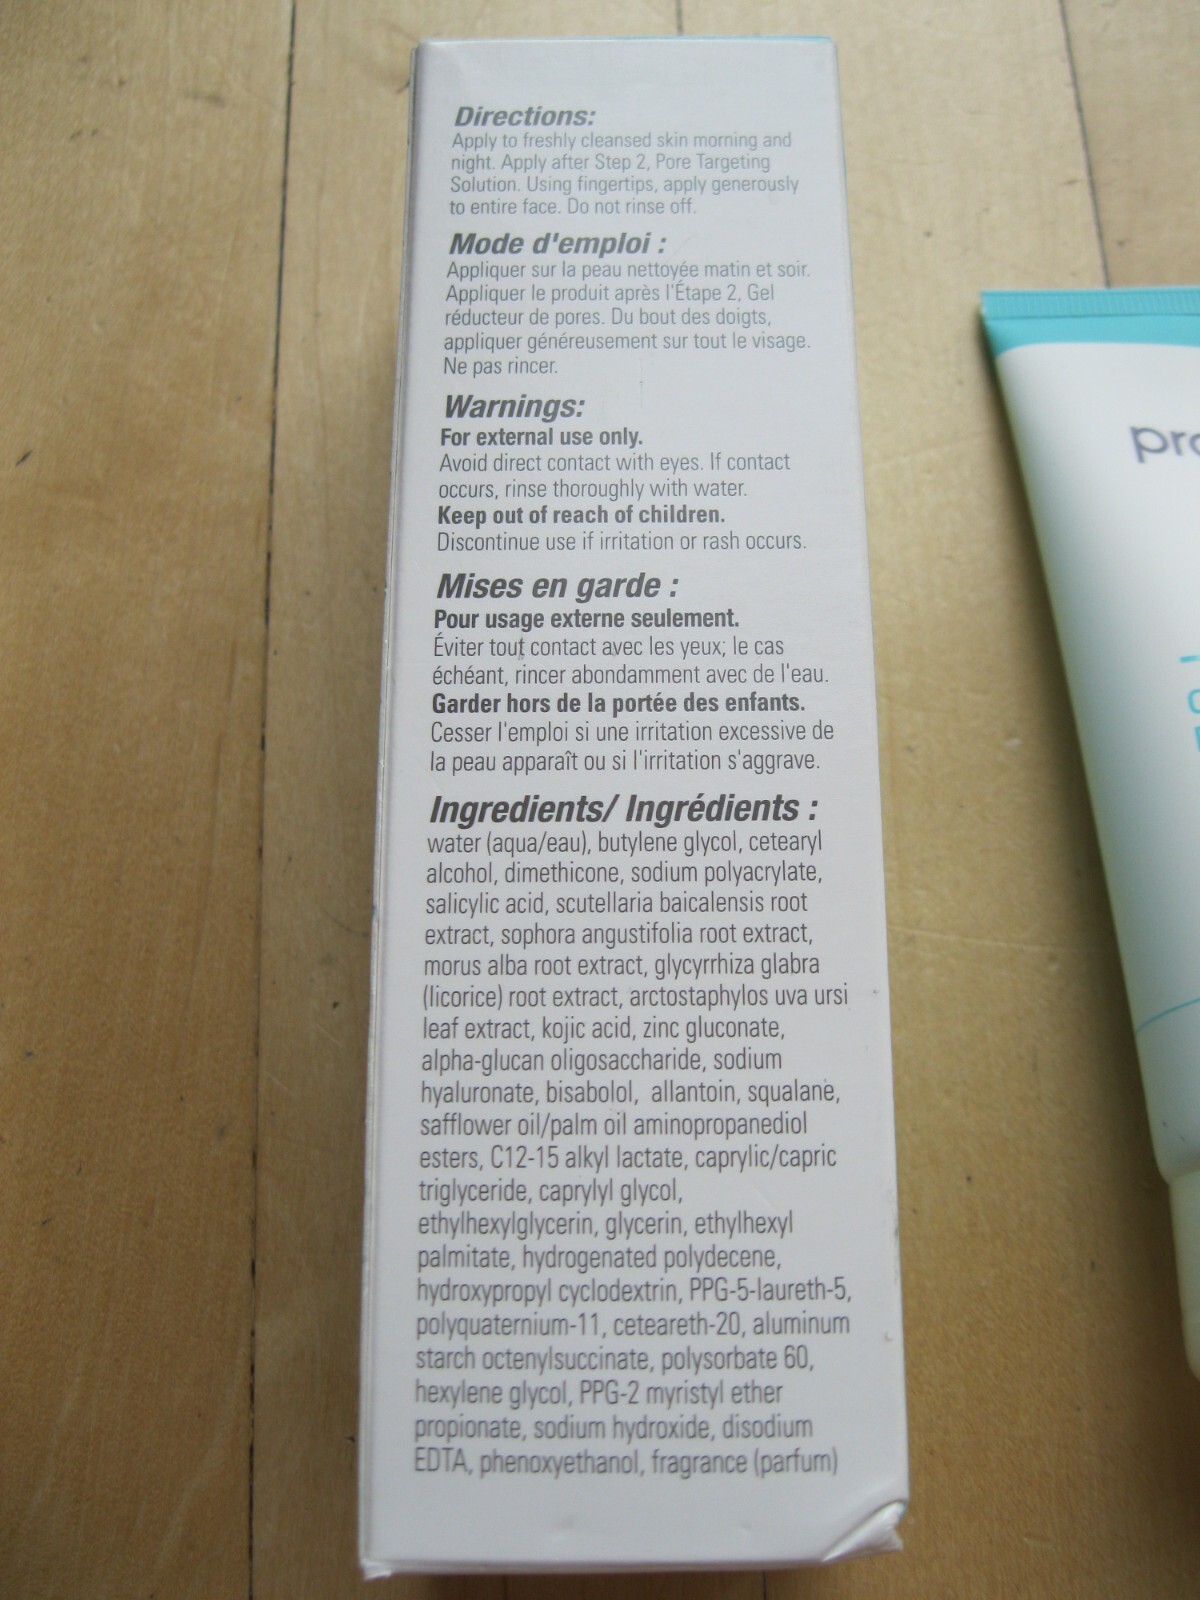 Directions:
Apply to freshly cleansed skin morning and
night. Apply after Step 2, Pore Targeting
Solution. Using fingertips, apply generously
to entire face. Do not rinse off.
Mode d'emploi :
Appliquer sur la peau nettoyée matin et soir.
Appliquer le produit après l'Étape 2, Gel
réducteur de pores. Du bout des doigts,
appliquer généreusement sur tout le visage.
Ne pas rincer.
Warnings:
For external use only.
Avoid direct contact with eyes. If contact
occurs, rinse thoroughly with water.
Keep out of reach of children.
Discontinue use if irritation or rash occurs.
Mises en garde :
Pour usage externe seulement.
Éviter tout contact avec les yeux; le cas
échéant, rincer abondamment avec de l'eau.
Garder hors de la portée des enfants.
Cesser l'emploi si une irritation excessive de
la peau apparaît ou si l'irritation s'aggrave.
Ingredients/ Ingrédients :
water (aqua/eau), butylene glycol, cetearyl
alcohol, dimethicone, sodium polyacrylate,
salicylic acid, scutellaria baicalensis root
extract, sophora angustifolia root extract,
morus alba root extract, glycyrrhiza glabra
(licorice) root extract, arctostaphylos uva ursi
leaf extract, kojic acid, zinc gluconate,
alpha-glucan oligosaccharide, sodium
hyaluronate, bisabolol, allantoin, squalane,
safflower oil/palm oil aminopropanediol
esters, C12-15 alkyl lactate, caprylic/capric
triglyceride, caprylyl glycol,
ethylhexylglycerin, glycerin, ethylhexyl
palmitate, hydrogenated polydecene,
hydroxypropyl cyclodextrin, PPG-5-laureth-5,
polyquaternium-11, ceteareth-20, aluminum
starch octenylsuccinate, polysorbate 60,
hexylene glycol, PPG-2 myristyl ether
propionate, sodium hydroxide, disodium
EDTA, phenoxyethanol, fragrance (parfum)